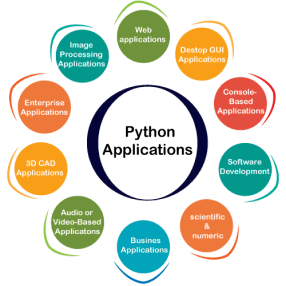 Web
applications
Destop GUI
Applications
Console-
Based
Applications
Software
Development
scientific
&
numeric
Busines
Applications
Audio or
Video-Based
Applicatons
3D CAD
Applications
Enterprise
Applications
Image
Processing
Applications
Python
Applications